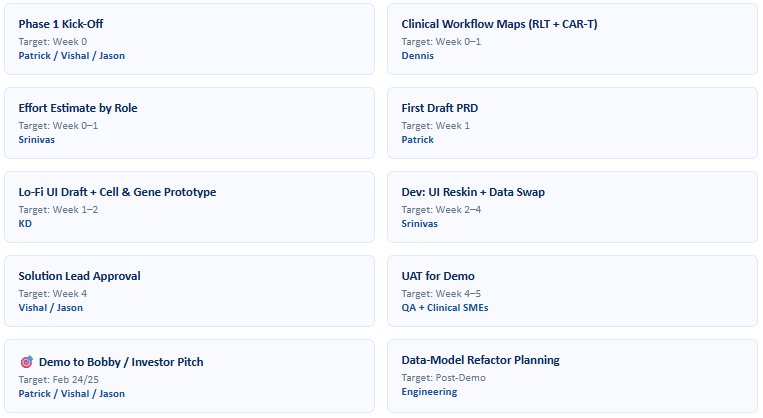 Phase 1 Kick-Off
Target: Week 0
Patrick / Vishal / Jason
Clinical Workflow Maps (RLT + CAR-T)
Target: Week 0–1
Dennis
Effort Estimate by Role
Target: Week 0–1
Srinivas
First Draft PRD
Target: Week 1
Patrick
Lo-Fi UI Draft + Cell & Gene Prototype
Target: Week 1–2
KD
Dev: UI Reskin + Data Swap
Target: Week 2–4
Srinivas
Solution Lead Approval
Target: Week 4
Vishal / Jason
UAT for Demo
Target: Week 4–5
QA + Clinical SMEs
🎯 Demo to Bobby / Investor Pitch
Target: Feb 24/25
Patrick / Vishal / Jason
Data-Model Refactor Planning
Target: Post-Demo
Engineering